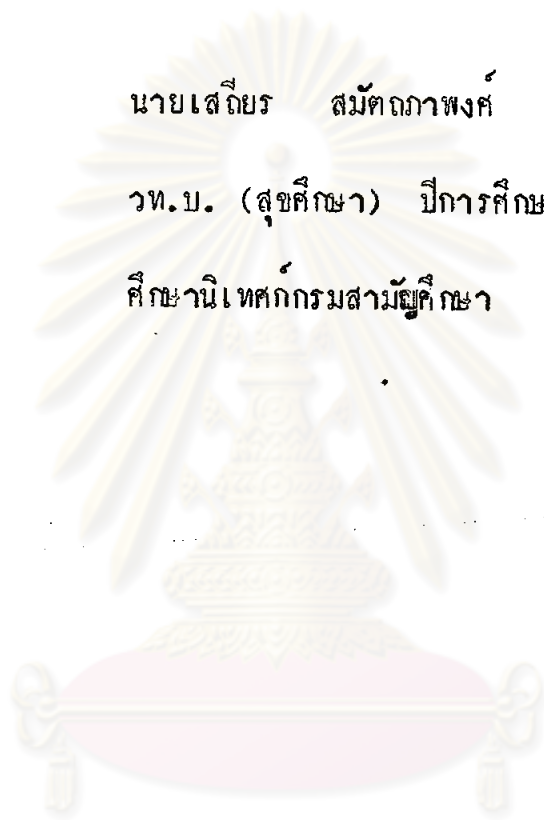 นายเสถียร สมัตถภาพงศ์
วท.บ. (สุขศึกษา) ปีการศึกษ
ศึกษานิเทศก์กรมสามัญศึกษา